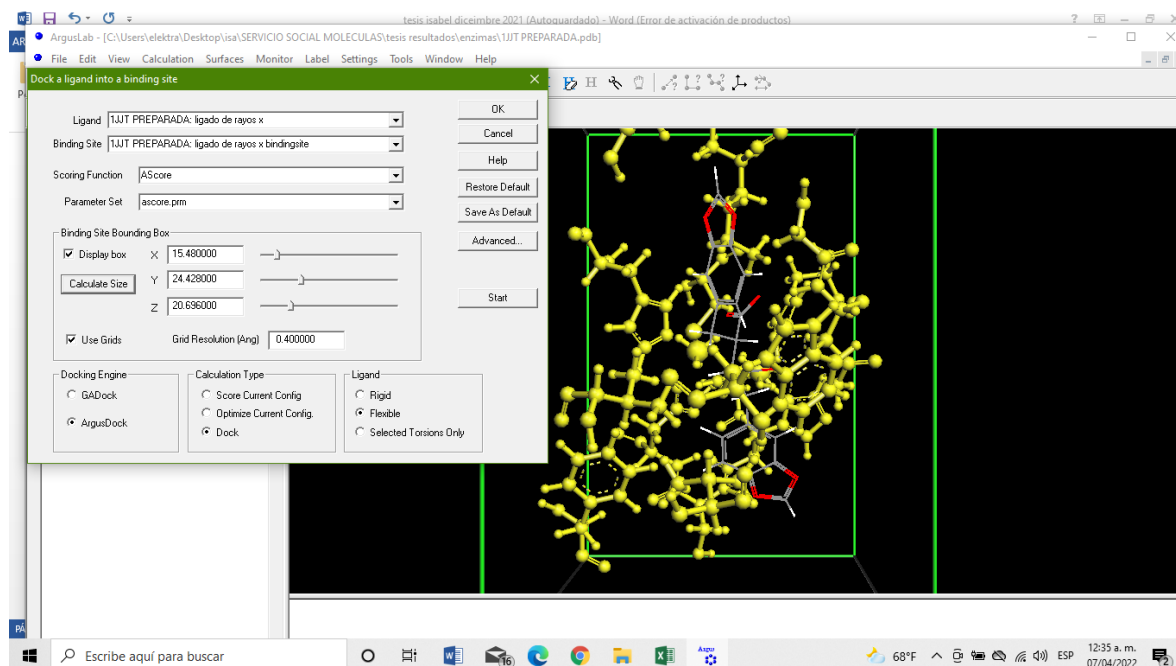 tesis isabel diceimbre 2021 (Autoguardado) - Word (Error de activación de productos)
ArgusLab - [C:\Users\elektra\Desktop\isa\SERVICIO SOCIAL MOLECULAS\tesis resultados\enzimas\1JJT PREPARADA.pdb]
File Edit View Calculation Surfaces Monitor Label Settings Tools Window Help
Dock a ligand into a binding site
Ligand 1JJT PREPARADA: ligado de rayos x
OK
Binding Site 1JJT PREPARADA: ligado de rayos x bindingsite
Cancel
Help
Scoring Function AScore
Restore Default
Parameter Set ascore.prm
Save As Default
Binding Site Bounding Box
Advanced...
Display box X 15.480000
Calculate Size Y 24.428000
Z 20.696000
Start
Use Grids Grid Resolution (Ang) 0.400000
Docking Engine Calculation Type Ligand
GADock Score Current Config Rigid
Optimize Current Config. Flexible
ArgusDock Dock Selected Torsions Only
PÁ
Escribe aquí para buscar
16
Argus
68°F ESP 12:35 a. m.
07/04/2022 2